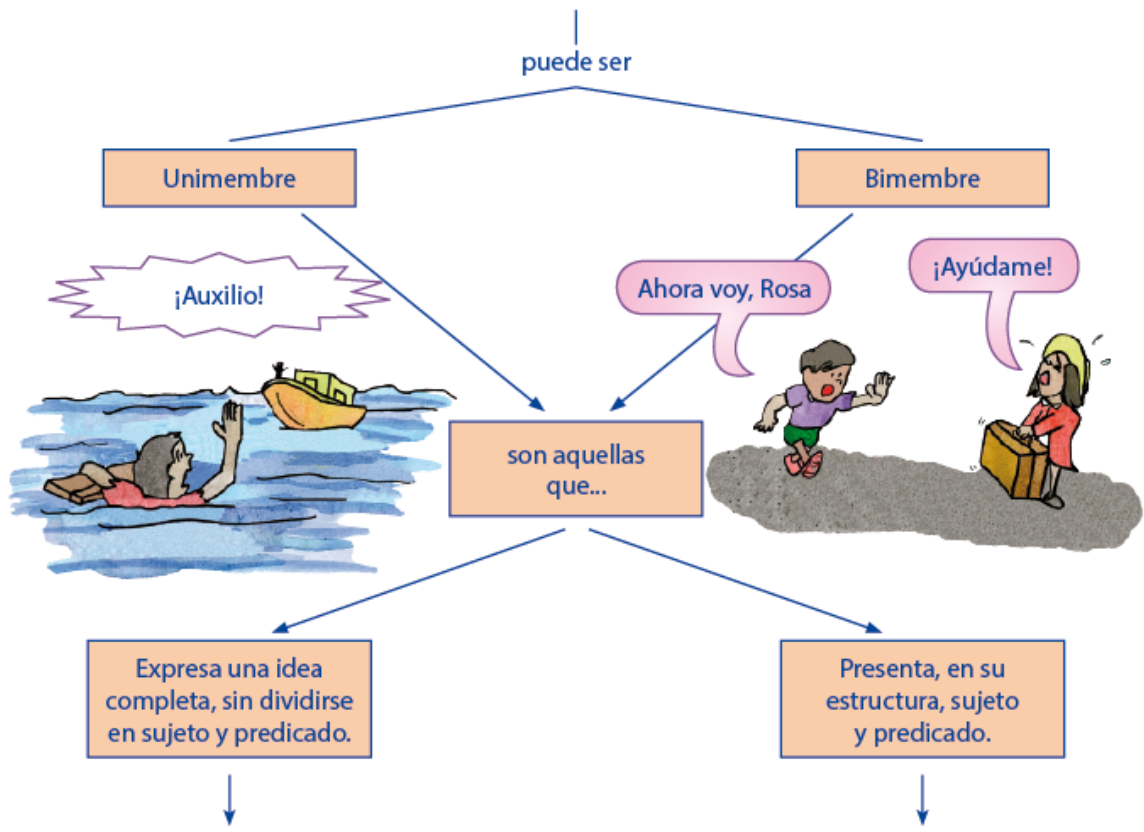 puede ser
Unimembre
Bimembre
¡Auxilio!
Ahora voy, Rosa
¡Ayúdame!
son aquellas
que...
Expresa una idea
completa, sin dividirse
en sujeto y predicado.
Presenta, en su
estructura, sujeto
y predicado.